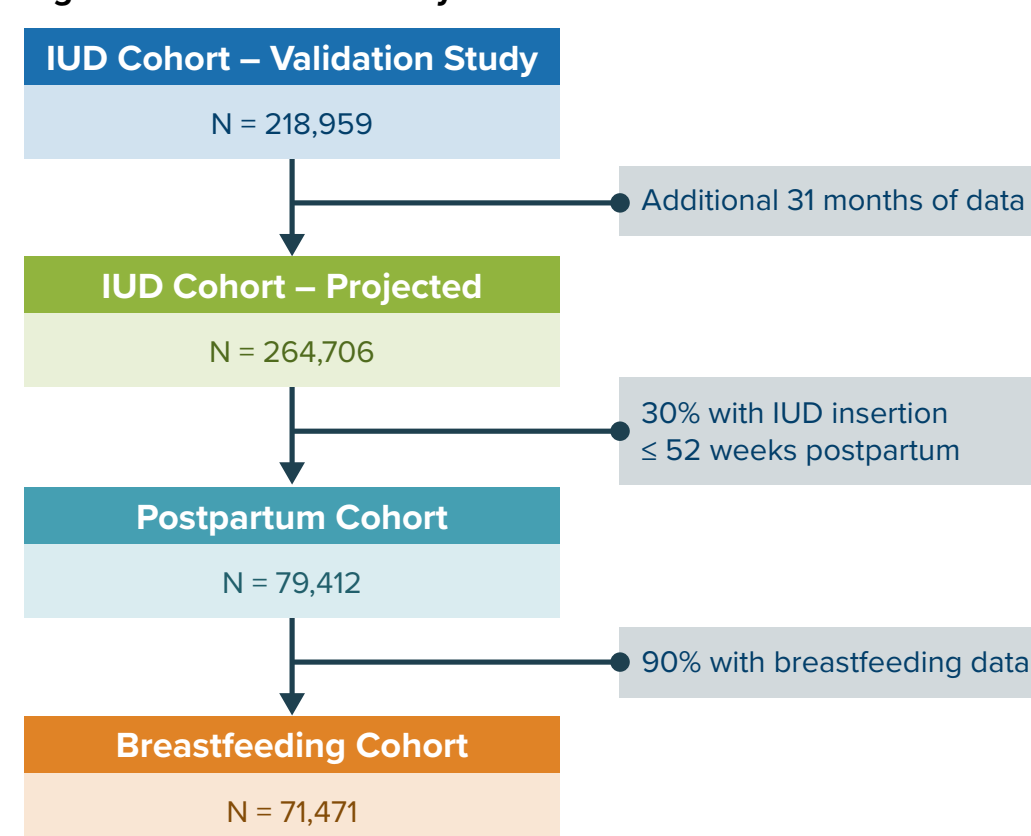 IUD Cohort – Validation Study
N = 218,959
Additional 31 months of data
IUD Cohort – Projected
N = 264,706
30% with IUD insertion
≤ 52 weeks postpartum
Postpartum Cohort
N = 79,412
90% with breastfeeding data
Breastfeeding Cohort
N = 71,471